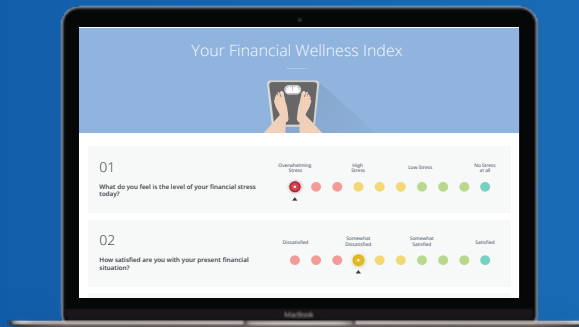 Your Financial Wellness Index
01
Overwhelming Stress
High Stress
Low Stress
No Stress at all
What do you feel is the level of your financial stress
today?
02
Dissatisfied
Somewhat Dissatisfied
Somewhat Satisfied
Satisfied
How satisfied are you with your present financial
situation?
MacBook